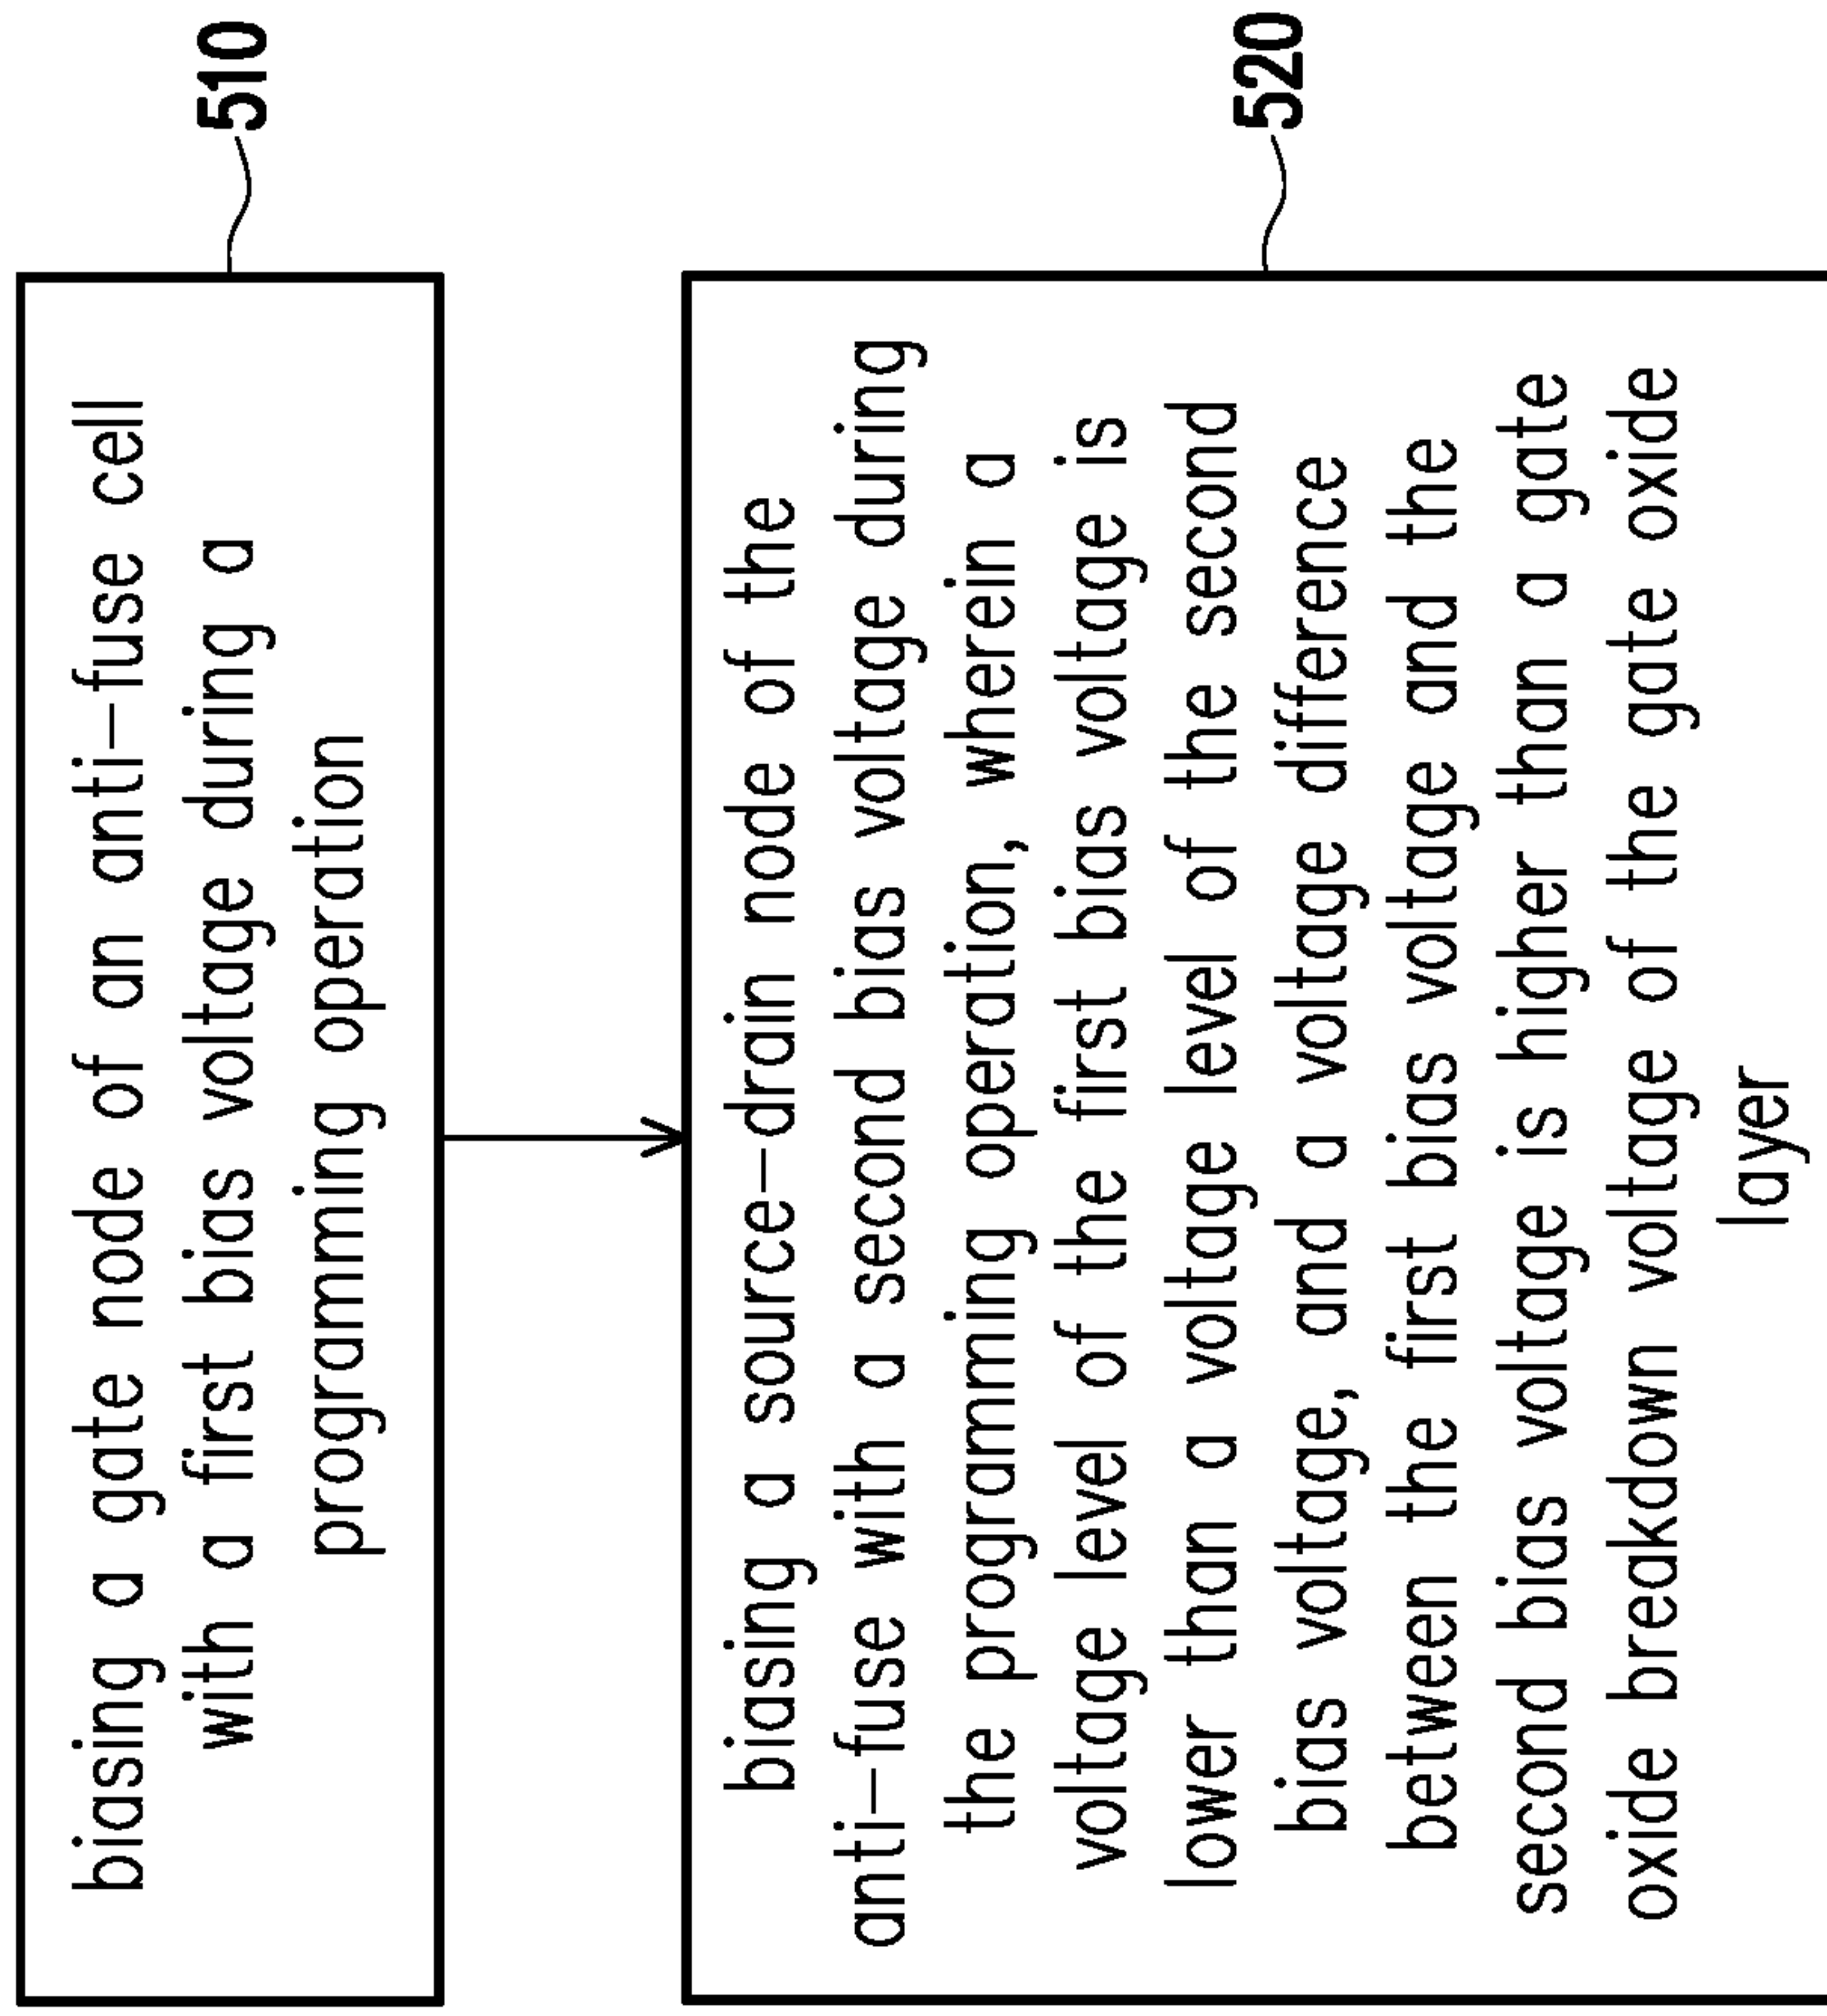 biasing a gate node of an anti-fuse cell
with a first bias voltage during a
programming operation
510
biasing a source-drain node of the
anti-fuse with a second bias voltage during
the programming operation, wherein a
voltage level of the first bias voltage is
lower than a voltage level of the second
bias voltage, and a voltage difference
between the first bias voltage and the
second bias voltage is higher than a gate
oxide breakdown voltage of the gate oxide
layer
520